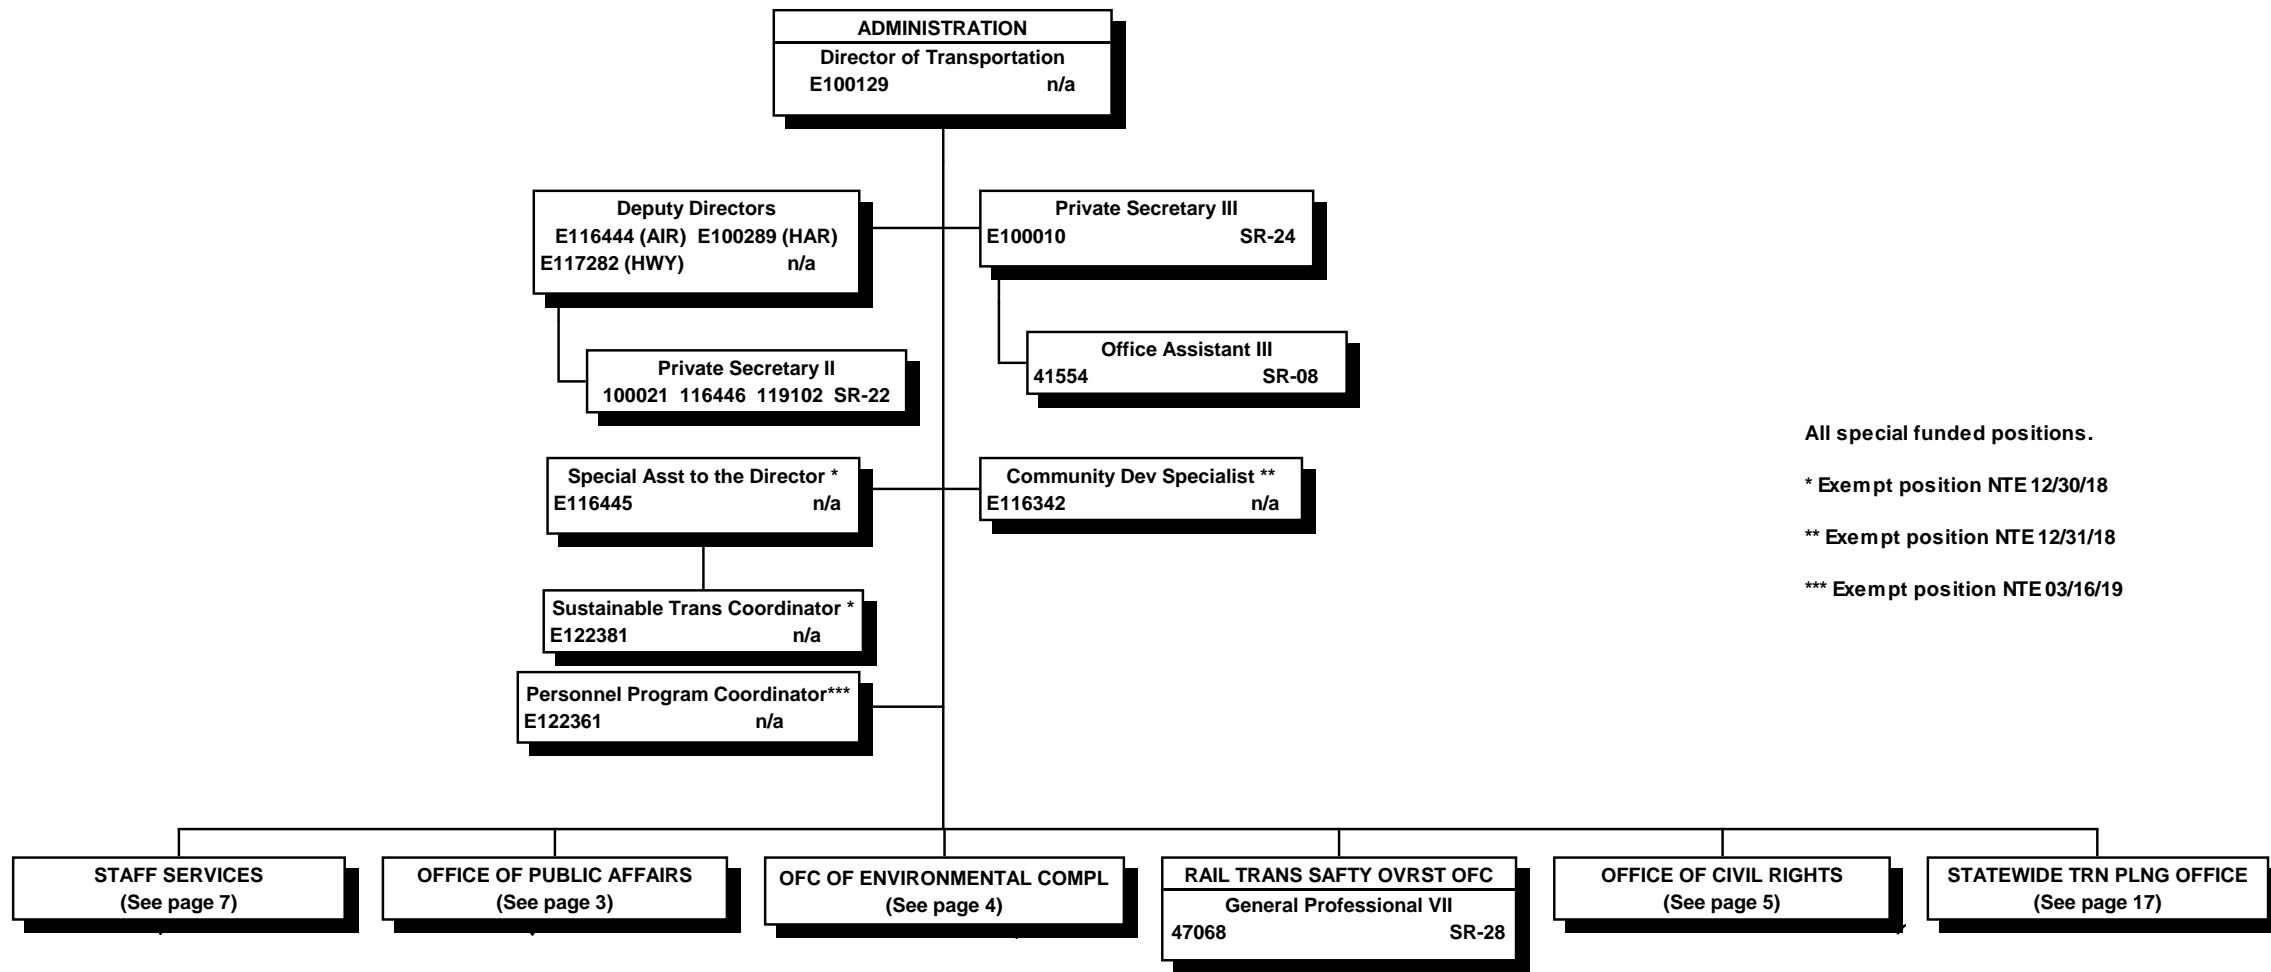 ADMINISTRATION
Director of Transportation
E100129 n/a
Deputy Directors
E116444 (AIR) E100289 (HAR)
E117282 (HWY) n/a
Private Secretary III
E100010 SR-24
Private Secretary II
100021 116446 119102 SR-22
Office Assistant III
41554 SR-08
Special Asst to the Director *
E116445 n/a
Community Dev Specialist **
E116342 n/a
Sustainable Trans Coordinator *
E122381 n/a
Personnel Program Coordinator***
E122361 n/a
All special funded positions.
* Exempt position NTE 12/30/18
** Exempt position NTE 12/31/18
*** Exempt position NTE 03/16/19
STAFF SERVICES
(See page 7)
OFFICE OF PUBLIC AFFAIRS
(See page 3)
OFC OF ENVIRONMENTAL COMPL
(See page 4)
RAIL TRANS SAFTY OVRST OFC
General Professional VII
47068 SR-28
OFFICE OF CIVIL RIGHTS
(See page 5)
STATEWIDE TRN PLNG OFFICE
(See page 17)